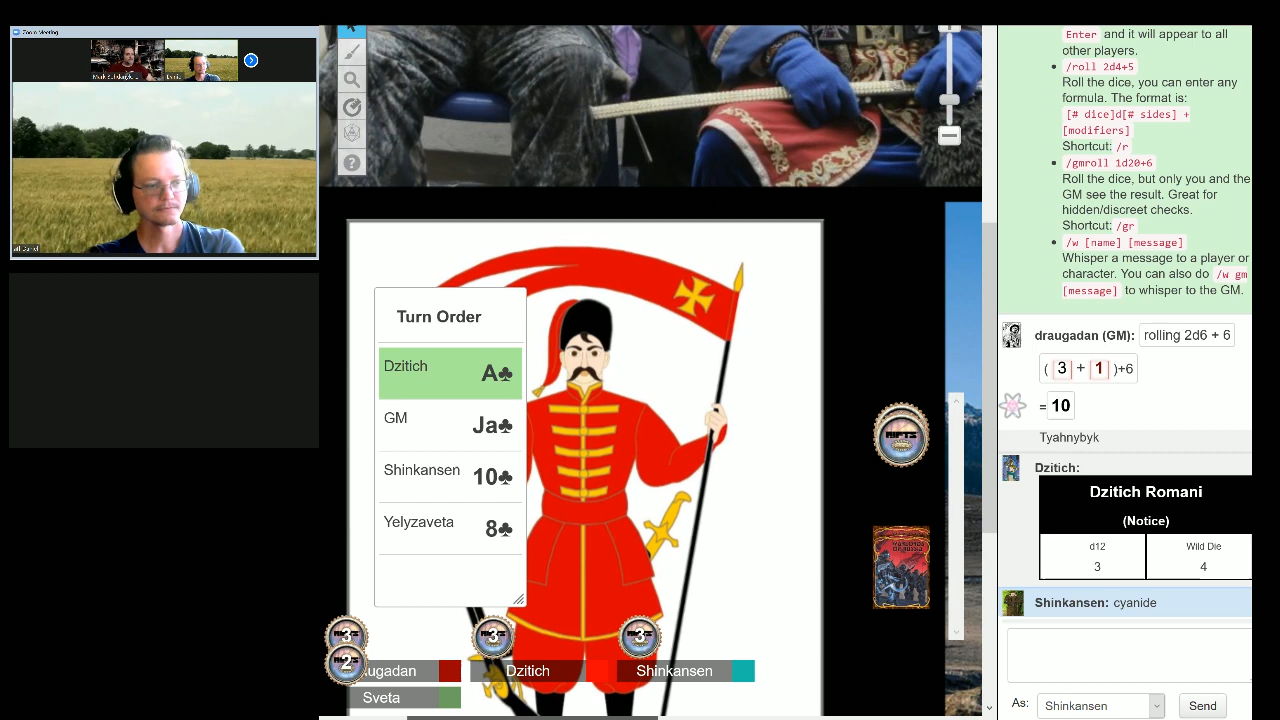 Zoom Meeting
Turn Order
Dzitich
A♣
GM
Ja♣
Shinkansen
10♣
Yelyzaveta
8♣
3
2
3
3
ugadan
Dzitich
Shinkansen
Sveta
RIFTS
Enter and it will appear to all
other players.
/roll 2d4+5
Roll the dice, you can enter any
formula. The format is:
[# dice]d[# sides] +
[modifiers]
Shortcut: /r
/gmroll 1d20+6
Roll the dice, but only you and the
GM see the result. Great for
hidden/discreet checks.
Shortcut: /gr
/w [name] [message]
Whisper a message to a player or
character. You can also do /w gm
[message] to whisper to the GM.
draugadan (GM): rolling 2d6 + 6
( 3 + 1 )+6
= 10
Tyahnybyk
Dzitich:
Dzitich Romani
(Notice)
d12 Wild Die
3 4
Shinkansen: cyanide
As: Shinkansen Send